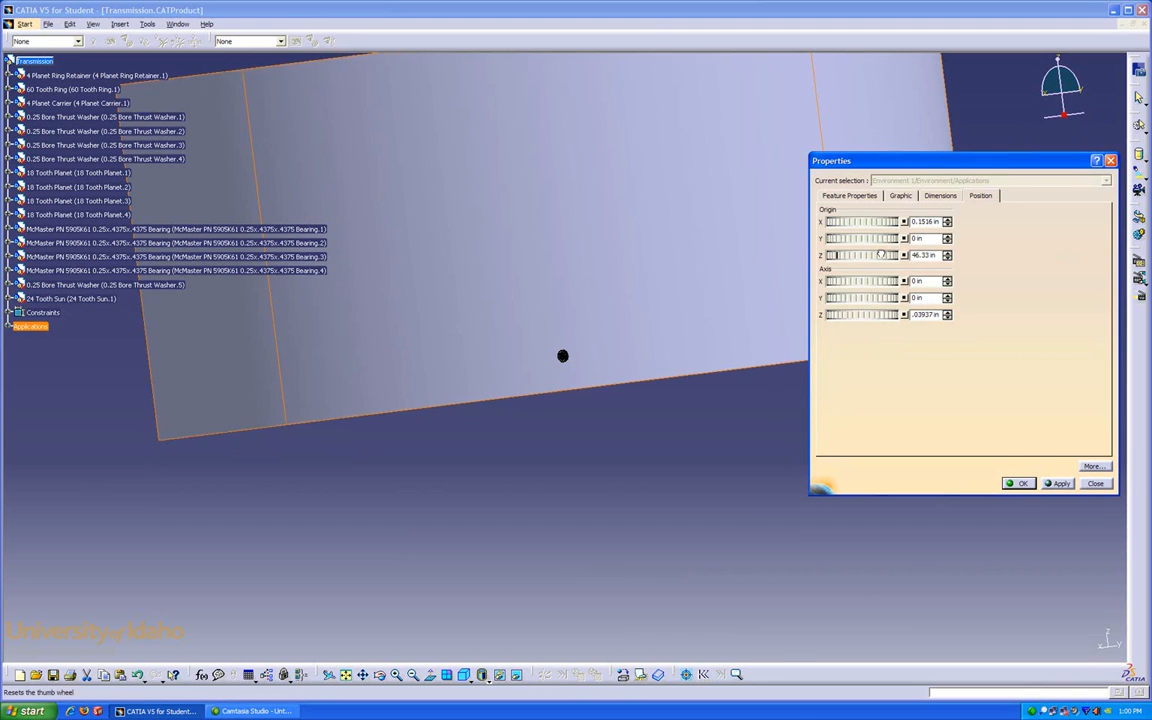 CATIA V5 for Student - [Transmission.CATProduct]
Start File Edit View Insert Tools Window Help
None None
Transmission
4 Planet Ring Retainer (4 Planet Ring Retainer.1)
60 Tooth Ring (60 Tooth Ring.1)
4 Planet Carrier (4 Planet Carrier.1)
0.25 Bore Thrust Washer (0.25 Bore Thrust Washer.1)
0.25 Bore Thrust Washer (0.25 Bore Thrust Washer.2)
0.25 Bore Thrust Washer (0.25 Bore Thrust Washer.3)
0.25 Bore Thrust Washer (0.25 Bore Thrust Washer.4)
18 Tooth Planet (18 Tooth Planet.1)
18 Tooth Planet (18 Tooth Planet.2)
18 Tooth Planet (18 Tooth Planet.3)
18 Tooth Planet (18 Tooth Planet.4)
McMaster PN 5905K61 0.25x.4375x.4375 Bearing (McMaster PN 5905K61 0.25x.4375x.4375 Bearing.1)
McMaster PN 5905K61 0.25x.4375x.4375 Bearing (McMaster PN 5905K61 0.25x.4375x.4375 Bearing.2)
McMaster PN 5905K61 0.25x.4375x.4375 Bearing (McMaster PN 5905K61 0.25x.4375x.4375 Bearing.3)
McMaster PN 5905K61 0.25x.4375x.4375 Bearing (McMaster PN 5905K61 0.25x.4375x.4375 Bearing.4)
0.25 Bore Thrust Washer (0.25 Bore Thrust Washer.5)
24 Tooth Sun (24 Tooth Sun.1)
Constraints
Applications
Properties
Current selection : Environment 1/Environment/Applications
Feature Properties Graphic Dimensions Position
Origin
X 0.1516 in
Y 0 in
Z 46.33 in
Axis
X 0 in
Y 0 in
Z .03937 in
More...
OK Apply Close
University of Idaho
Resets the thumb wheel
start CATIA V5 for Student... Camtasia Studio - Unt... 1:00 PM